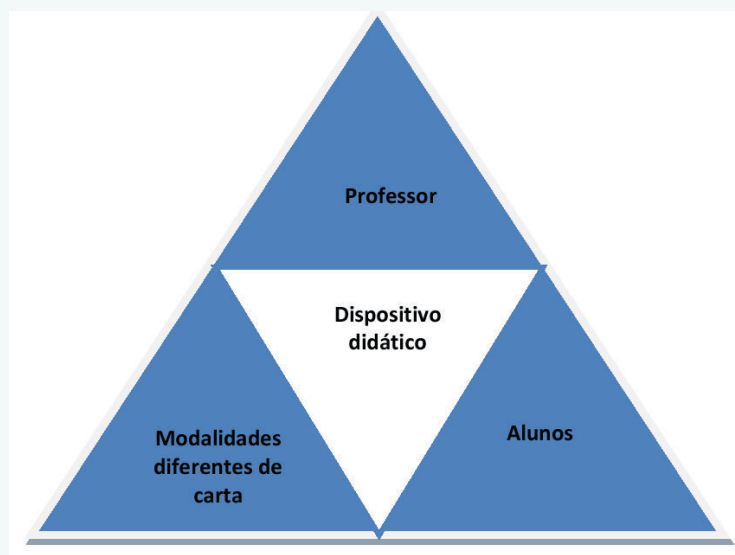 Professor
Dispositivo
didático
Modalidades
diferentes de
carta
Alunos